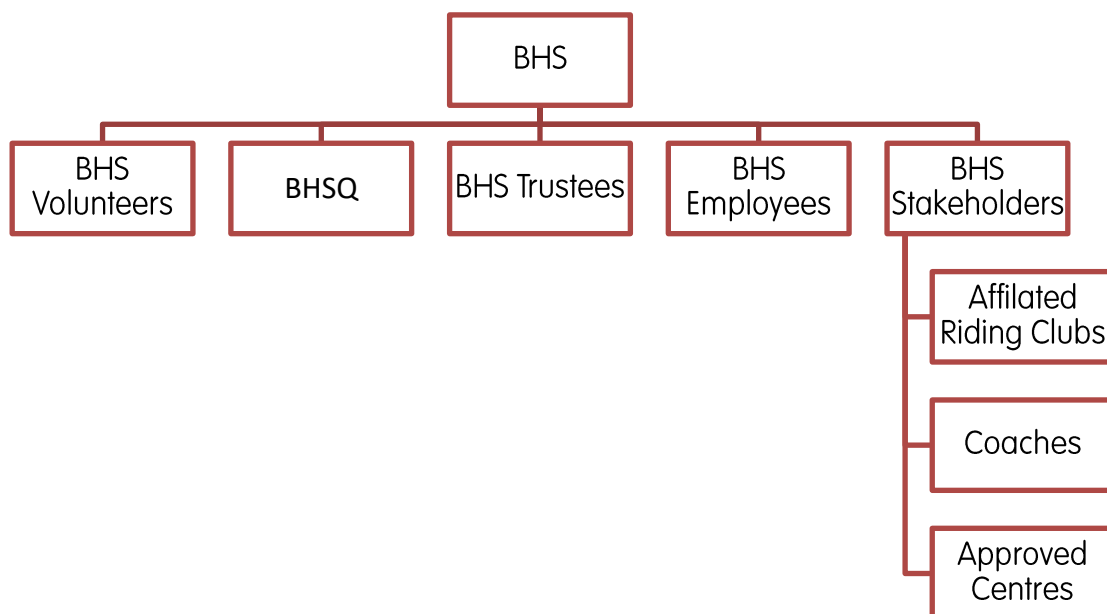 BHS
BHS
Volunteers
BHSQ
BHS Trustees
BHS
Employees
BHS
Stakeholders
Affilated
Riding Clubs
Coaches
Approved
Centres